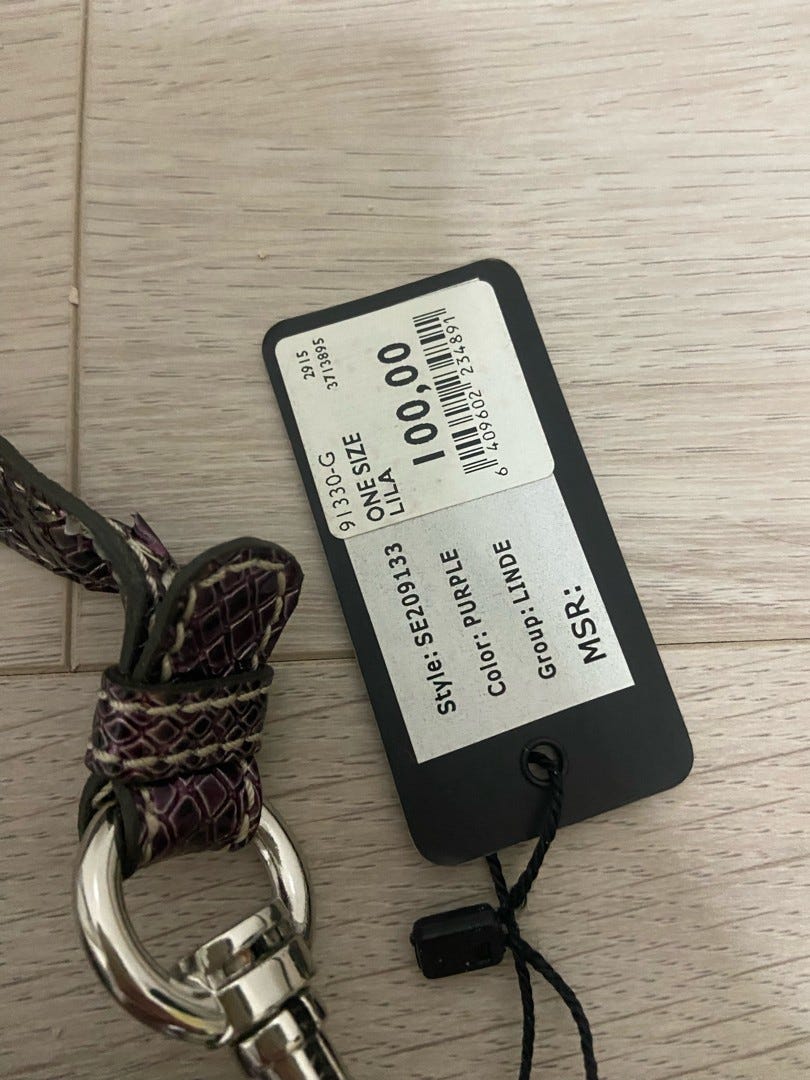 2915
3713895
91330-G
ONE SIZE
LILA
100,00
6 409602 234891
Style: SE209133
Color: PURPLE
Group: LINDE
MSR: